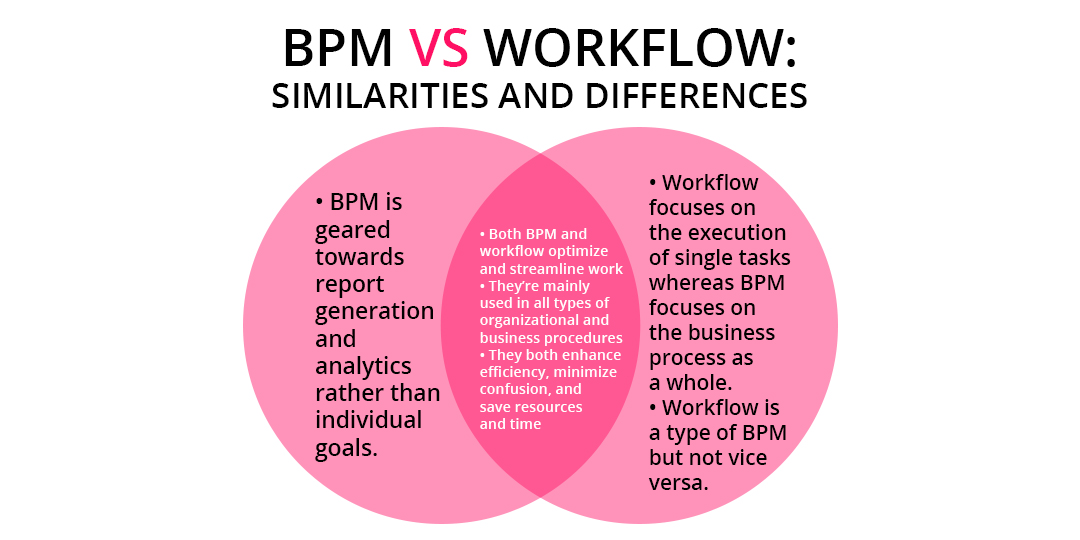 BPM VS WORKFLOW:
SIMILARITIES AND DIFFERENCES
• BPM is
geared
towards
report
generation
and
analytics
rather than
individual
goals.
• Both BPM and
workflow optimize
and streamline work
• They’re mainly
used in all types of
organizational and
business procedures
• They both enhance
efficiency, minimize
confusion, and
save resources
and time
• Workflow
focuses on
the execution
of single tasks
whereas BPM
focuses on
the business
process as
a whole.
• Workflow is
a type of BPM
but not vice
versa.